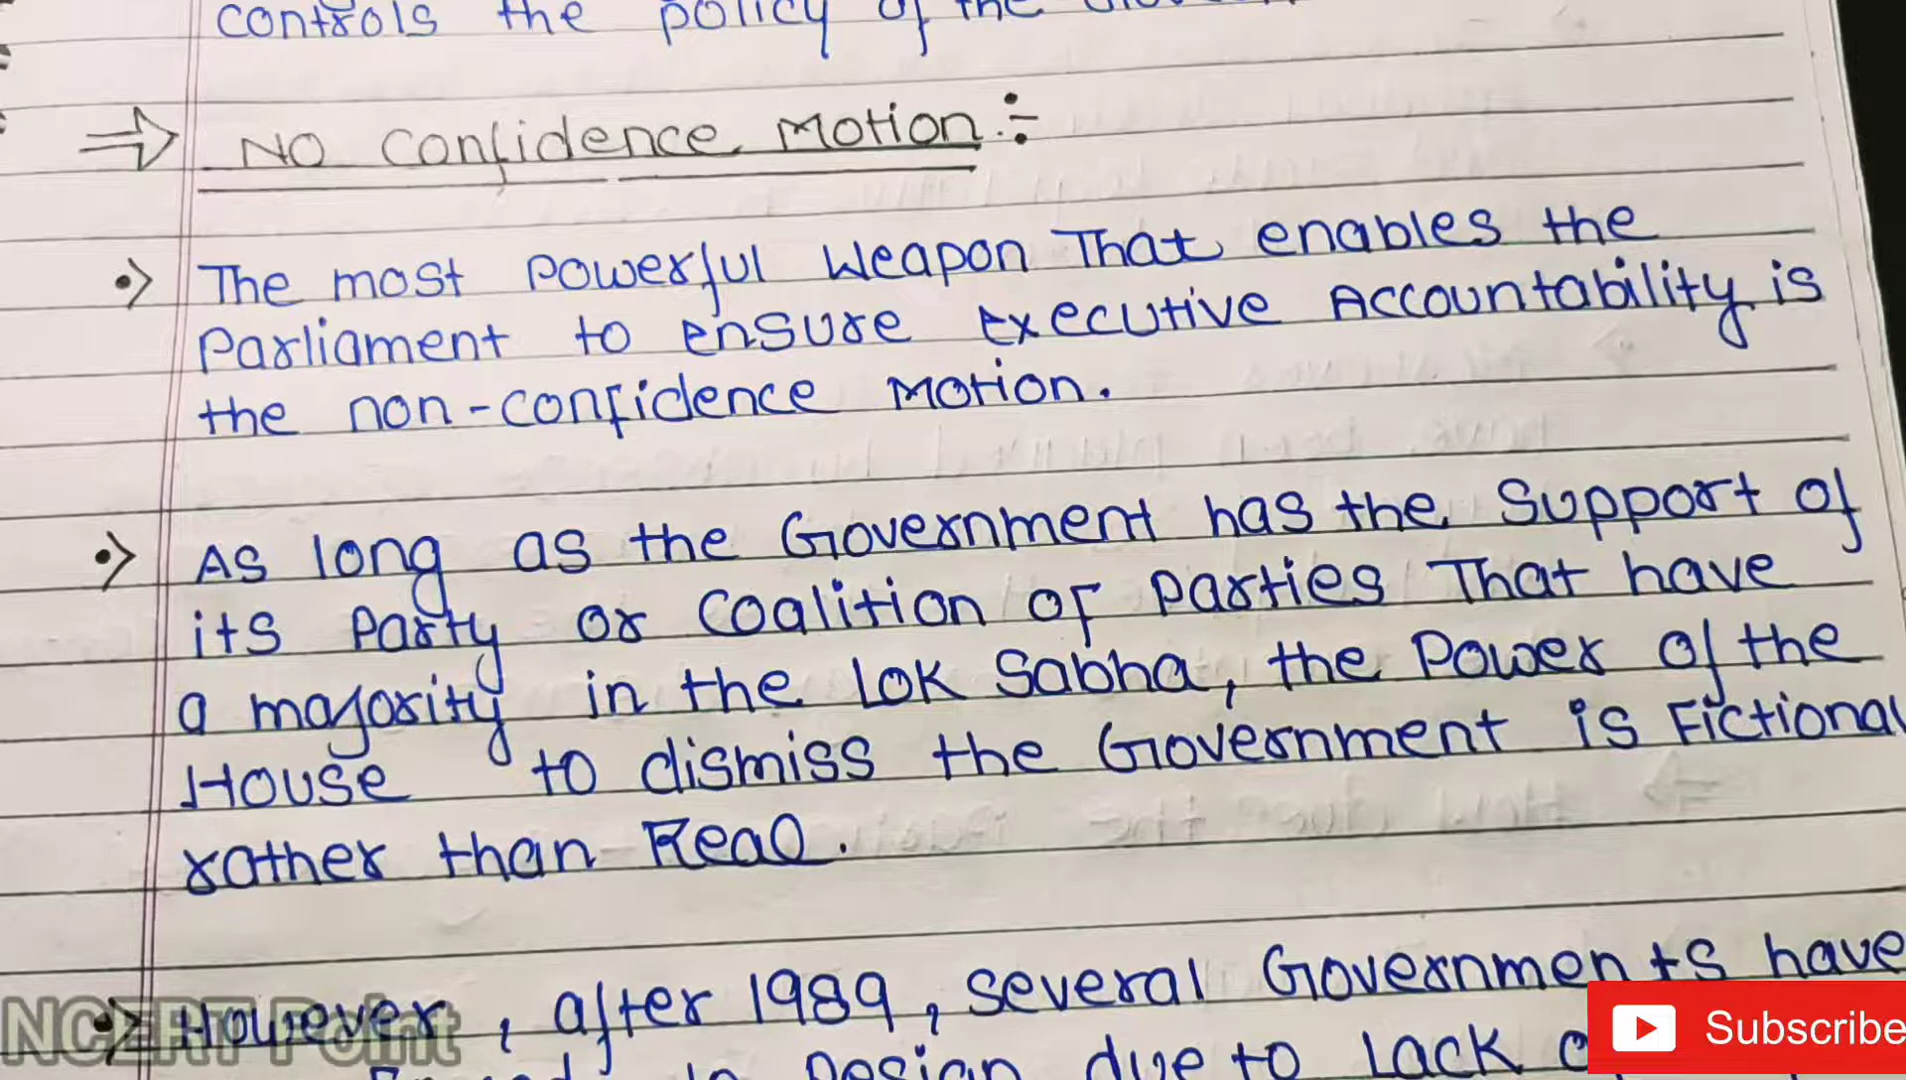 controls the policy of the
⇒ NO Confidence Motion :-
•> The most Powerful Weapon That enables the
Parliament to ensure Executive Accountability is
the non-confidence Motion.
•> As long as the Government has the Support of
its Party or Coalition of Parties That have
a majority in the Lok Sabha, the Power of the
House to dismiss the Government is Fictional
rather than Real.
•> However, after 1989, several Governments have
to Resign due to Lack
NCERT Point
Subscribe